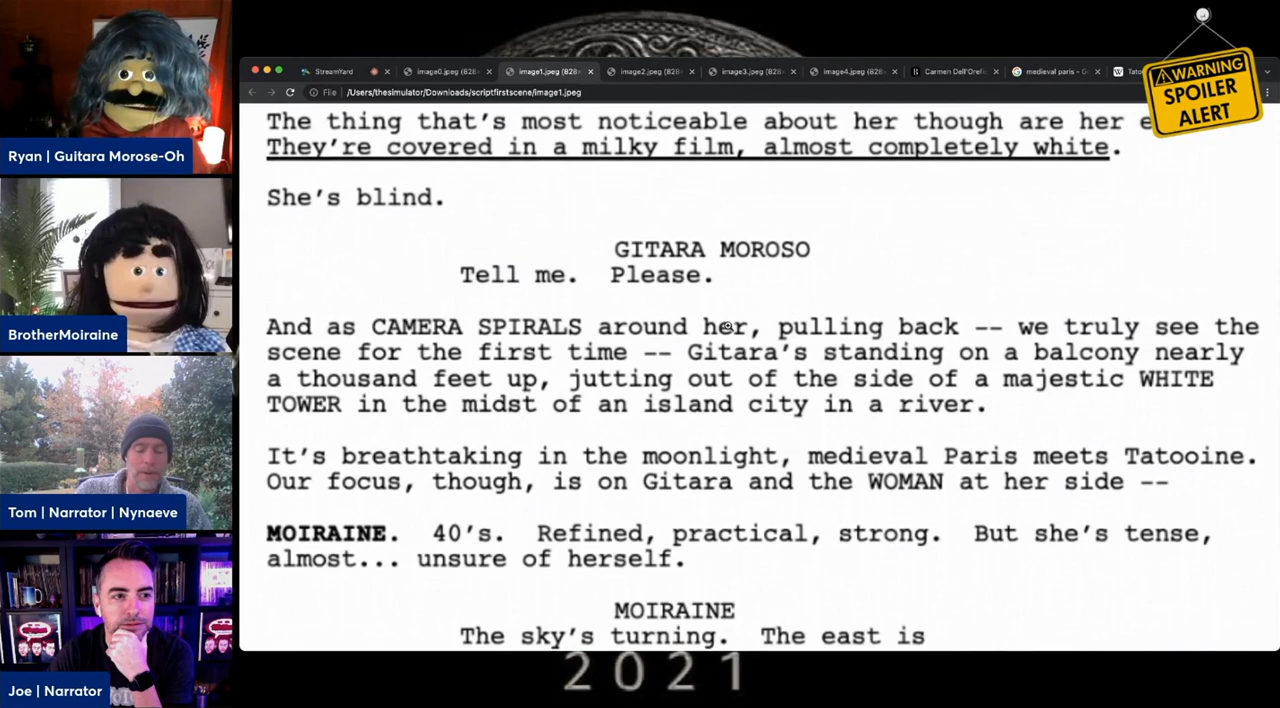 Ryan | Guitara Morose-Oh
BrotherMoiraine
Tom | Narrator | Nynaeve
Joe | Narrator
StreamYard
image0.jpeg (828×
image1.jpeg (828×
image2.jpeg (828×
image3.jpeg (828×
image4.jpeg (828×
Carmen Dell'Orefi
medieval paris - G
Tato
File
/Users/thesimulator/Downloads/scriptfirstscene/image1.jpeg
WARNING
SPOILER
ALERT
The thing that's most noticeable about her though are her
They're covered in a milky film, almost completely white.
She's blind.
GITARA MOROSO
Tell me. Please.
And as CAMERA SPIRALS around her, pulling back -- we truly see the
scene for the first time -- Gitara's standing on a balcony nearly
a thousand feet up, jutting out of the side of a majestic WHITE
TOWER in the midst of an island city in a river.
It's breathtaking in the moonlight, medieval Paris meets Tatooine.
Our focus, though, is on Gitara and the WOMAN at her side --
MOIRAINE. 40's. Refined, practical, strong. But she's tense,
almost... unsure of herself.
MOIRAINE
The sky's turning. The east is
2021